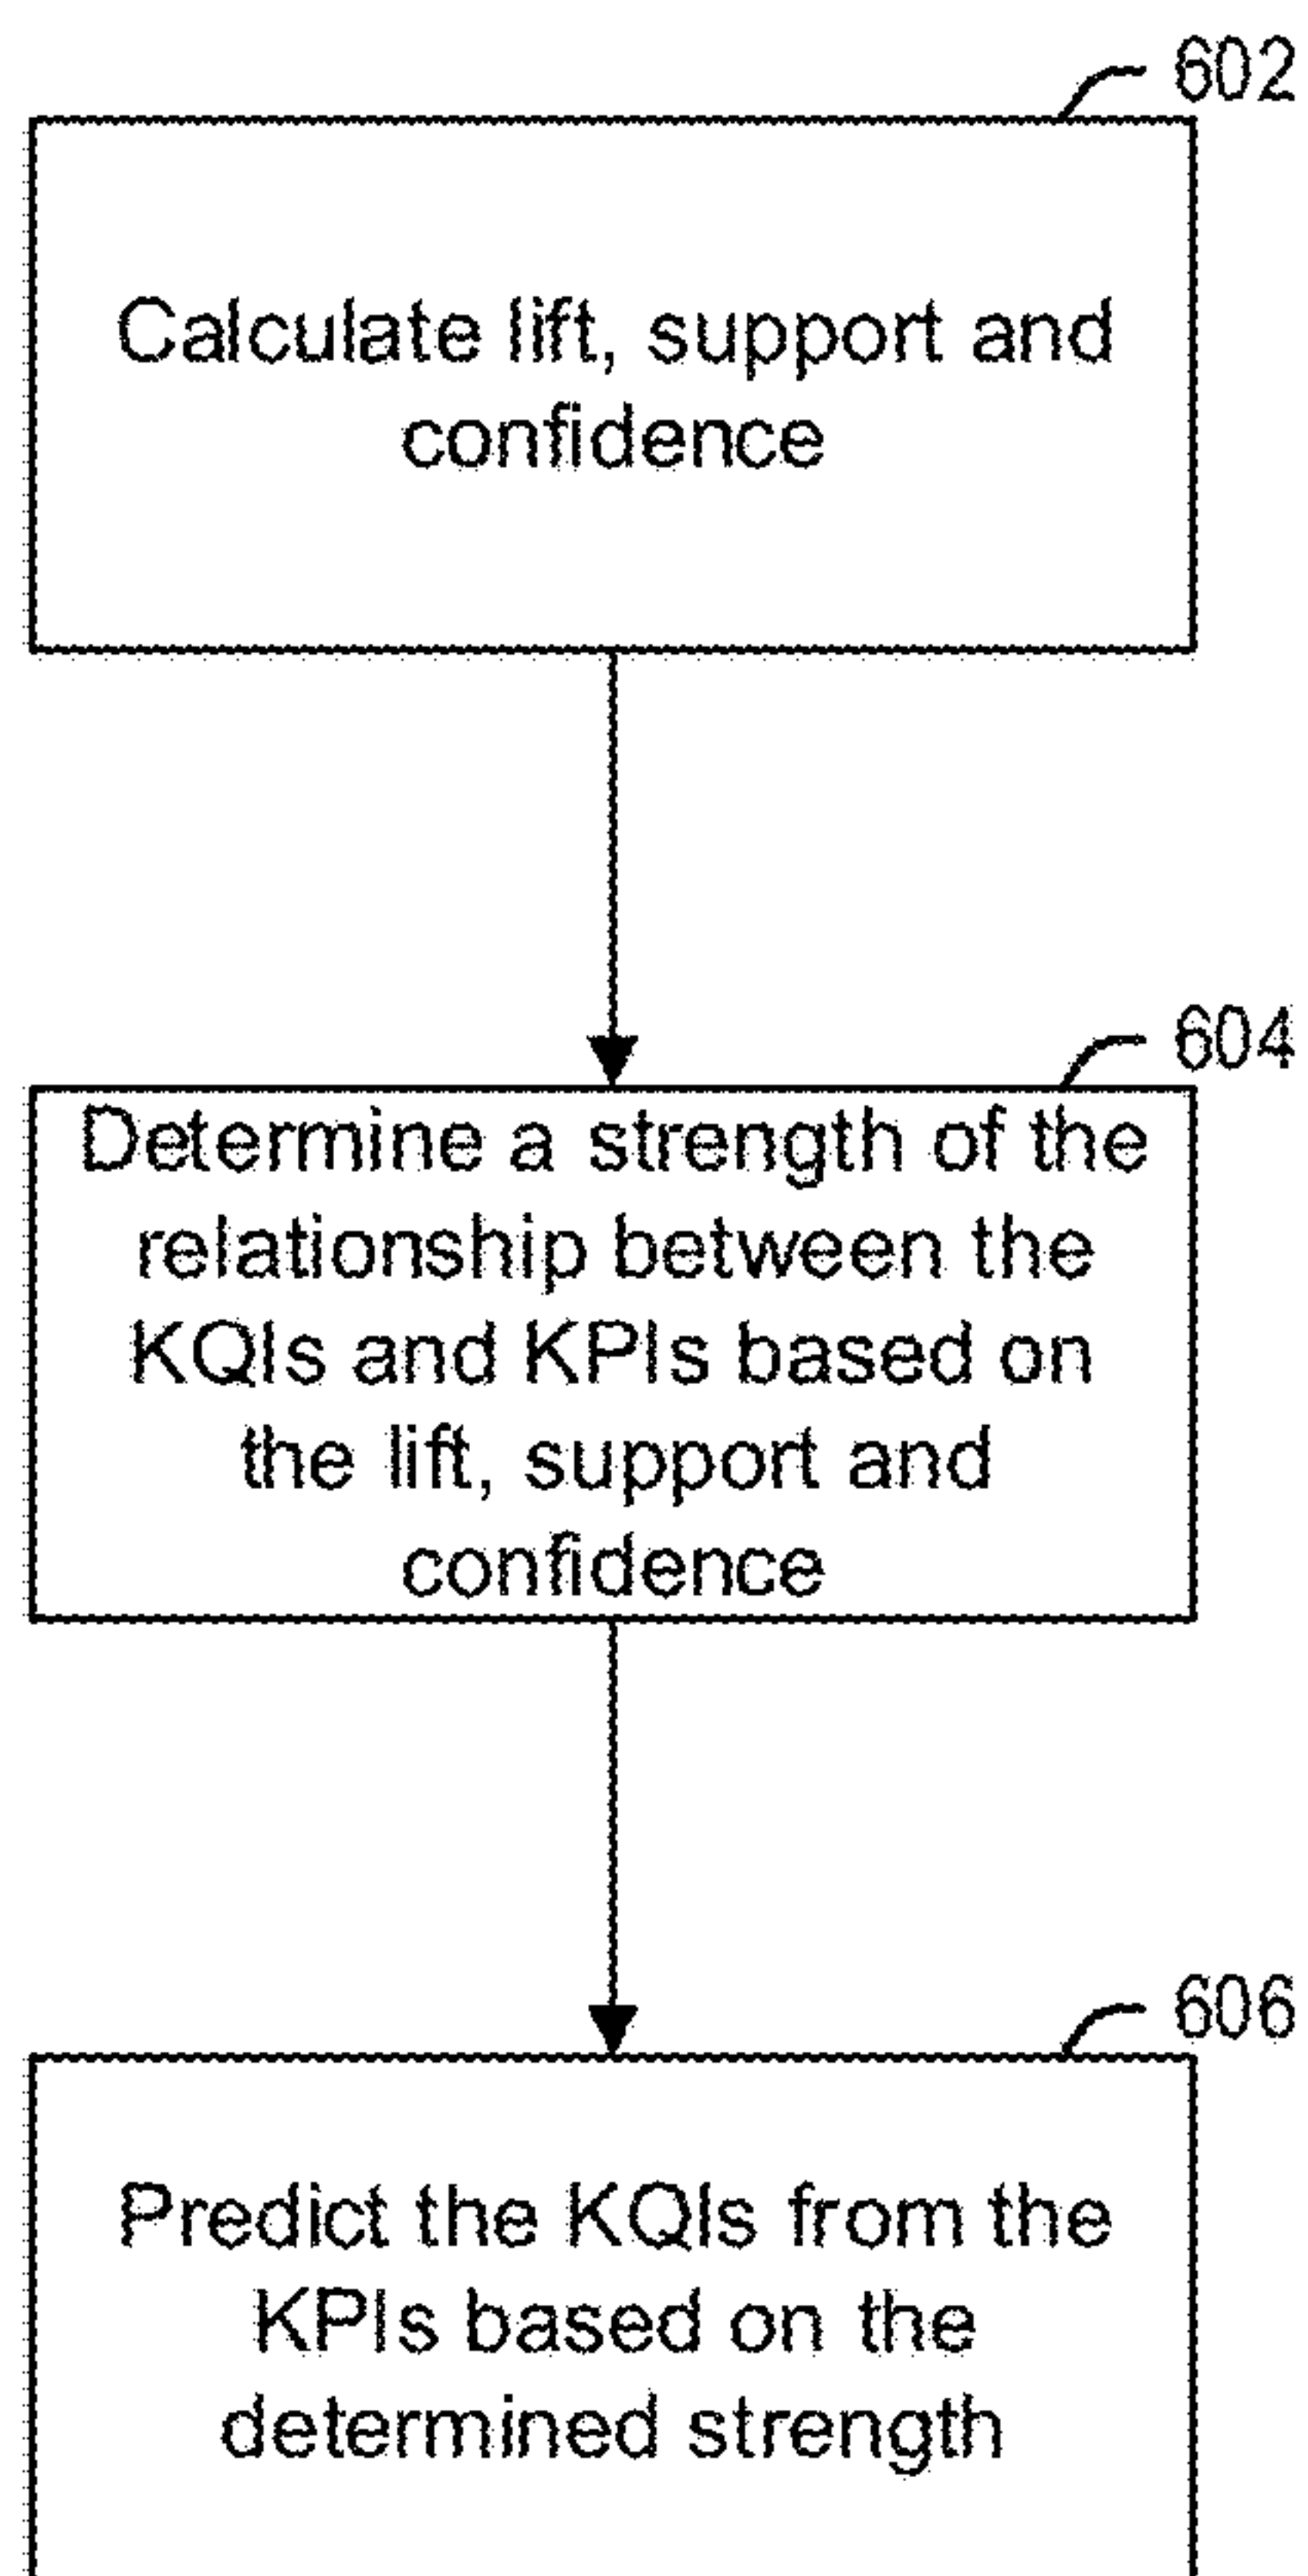 602
Calculate lift, support and
confidence
604
Determine a strength of the
relationship between the
KQIs and KPIs based on
the lift, support and
confidence
606
Predict the KQIs from the
KPIs based on the
determined strength